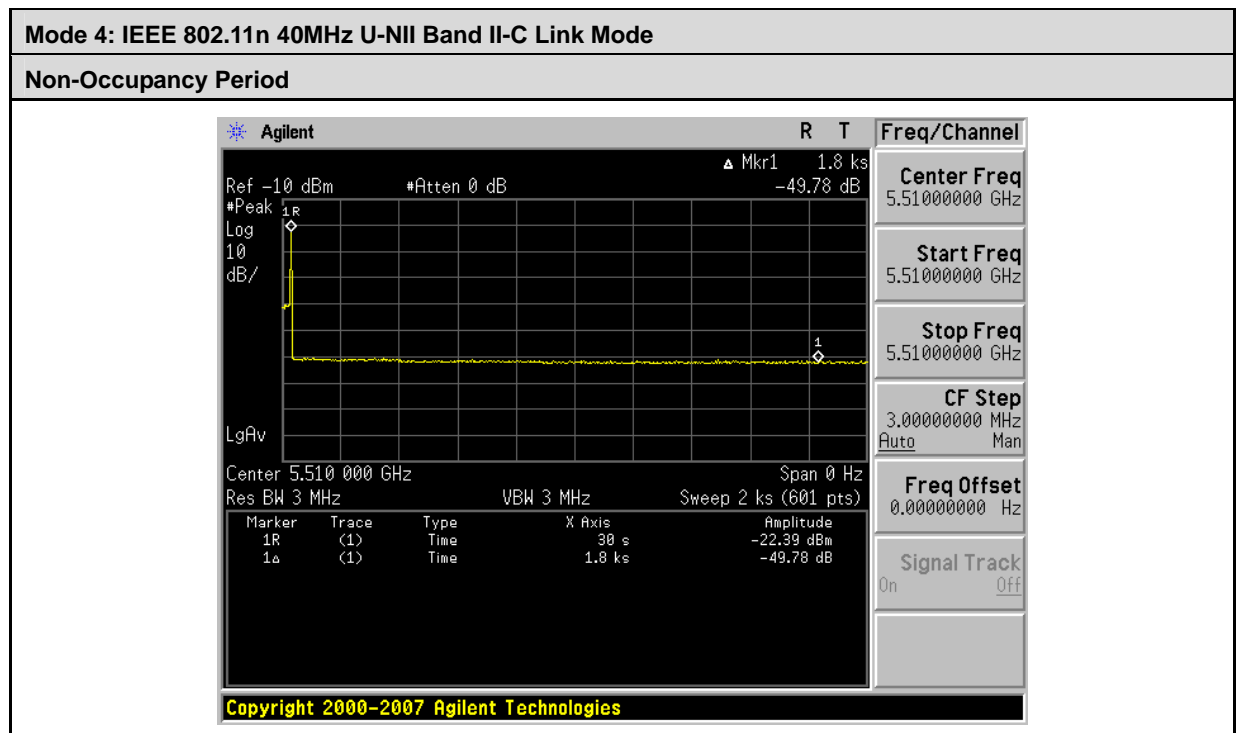 Mode 4: IEEE 802.11n 40MHz U-NII Band II-C Link Mode
Non-Occupancy Period
Agilent R T
Δ Mkr1 1.8 ks
Ref -10 dBm #Atten 0 dB -49.78 dB
#Peak
Log
10
dB/
1R
1
LgAv
Center 5.510 000 GHz Span 0 Hz
Res BW 3 MHz VBW 3 MHz Sweep 2 ks (601 pts)
Marker Trace Type X Axis Amplitude
1R (1) Time 30 s -22.39 dBm
1Δ (1) Time 1.8 ks -49.78 dB
Freq/Channel
Center Freq
5.51000000 GHz
Start Freq
5.51000000 GHz
Stop Freq
5.51000000 GHz
CF Step
3.00000000 MHz
Auto Man
Freq Offset
0.00000000 Hz
Signal Track
On Off
Copyright 2000-2007 Agilent Technologies